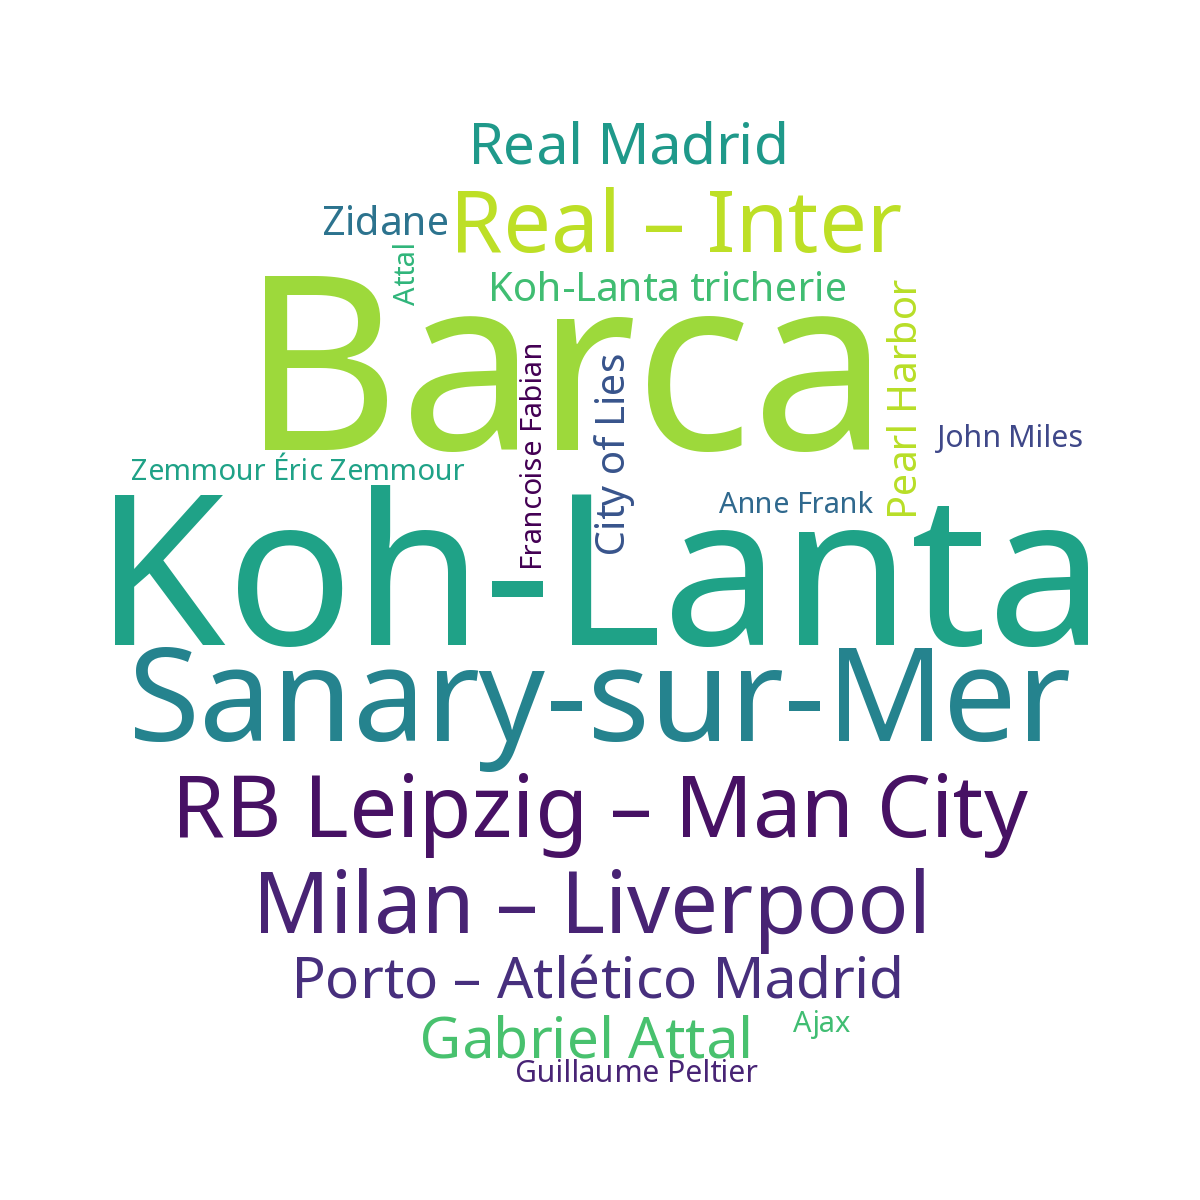 Real Madrid
Real – Inter
Zidane
Attal
Koh-Lanta tricherie
Barca
Pearl Harbor
Francoise Fabian
City of Lies
John Miles
Zemmour Éric Zemmour
Anne Frank
Koh-Lanta
Sanary-sur-Mer
RB Leipzig – Man City
Milan – Liverpool
Porto – Atlético Madrid
Gabriel Attal
Ajax
Guillaume Peltier